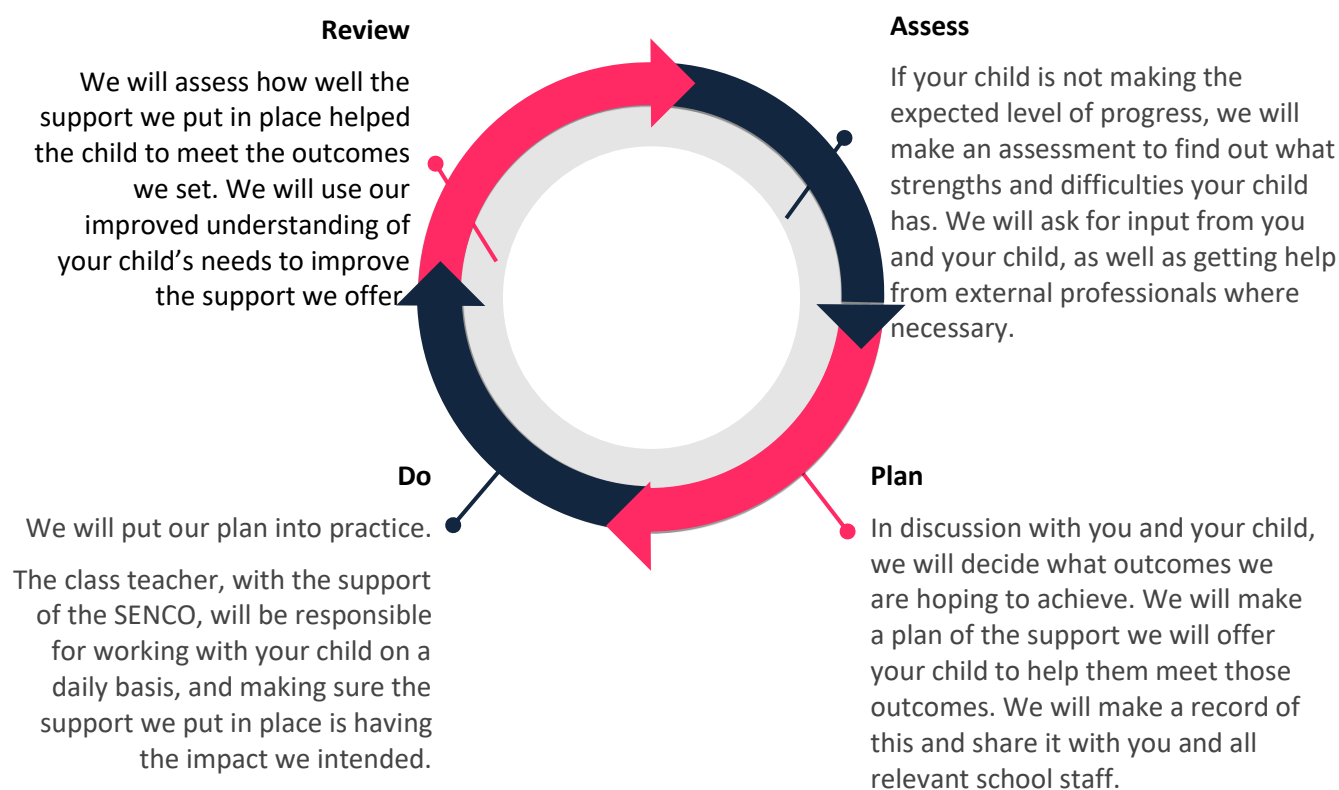 Review
We will assess how well the
support we put in place helped
the child to meet the outcomes
we set. We will use our
improved understanding of
your child’s needs to improve
the support we offer.
Assess
If your child is not making the
expected level of progress, we will
make an assessment to find out what
strengths and difficulties your child
has. We will ask for input from you
and your child, as well as getting help
from external professionals where
necessary.
Do
We will put our plan into practice.
The class teacher, with the support
of the SENCO, will be responsible
for working with your child on a
daily basis, and making sure the
support we put in place is having
the impact we intended.
Plan
In discussion with you and your child,
we will decide what outcomes we
are hoping to achieve. We will make
a plan of the support we will offer
your child to help them meet those
outcomes. We will make a record of
this and share it with you and all
relevant school staff.